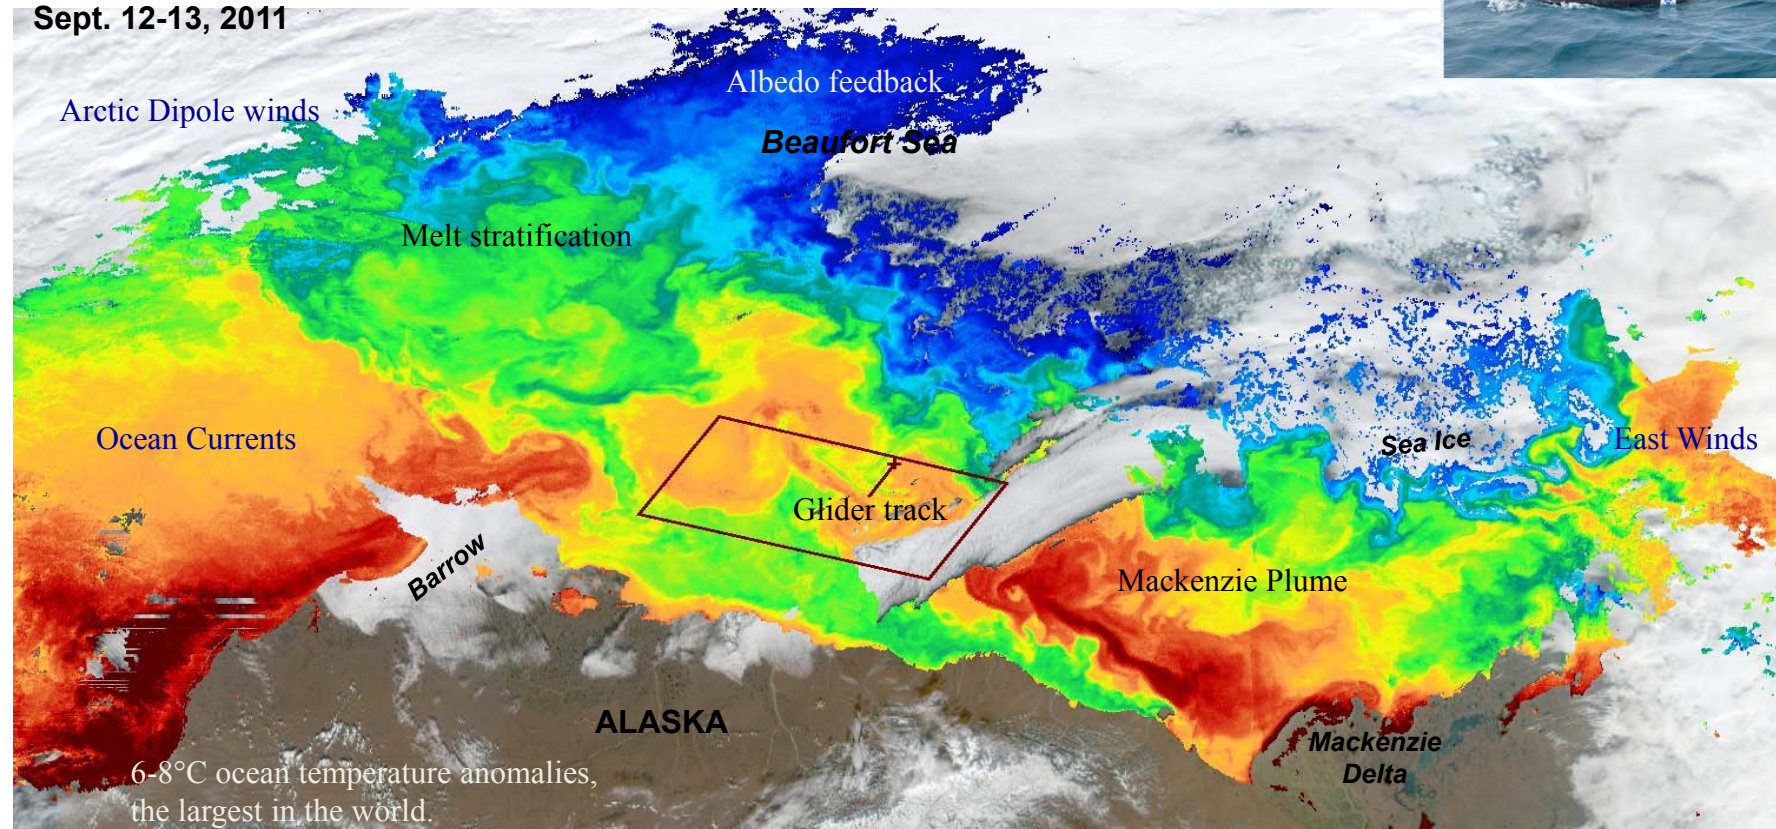 Sept. 12-13, 2011
Albedo feedback
Arctic Dipole winds
Beaufort Sea
Melt stratification
Ocean Currents
Sea Ice
East Winds
Glider track
Barrow
Mackenzie Plume
ALASKA
Mackenzie
Delta
6-8°C ocean temperature anomalies,
the largest in the world.